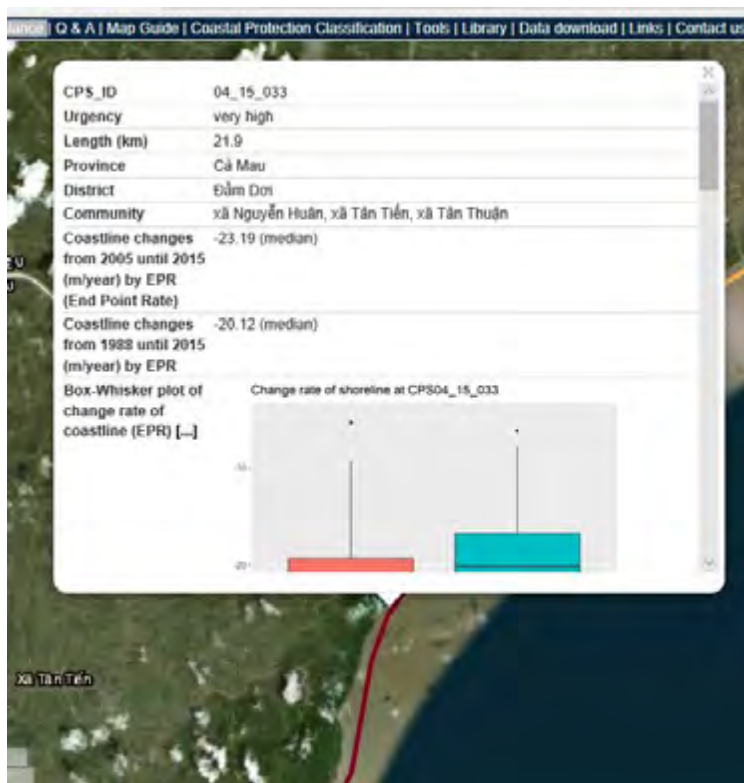 | Q & A | Map Guide | Coastal Protection Classification | Tools | Library | Data download | Links | Contact us
CPS_ID 04_15_033
Urgency very high
Length (km) 21.9
Province Cà Mau
District Đầm Dơi
Community xã Nguyễn Huân, xã Tân Tiến, xã Tân Thuận
Coastline changes -23.19 (median)
from 2005 until 2015
(m/year) by EPR
(End Point Rate)
Coastline changes -20.12 (median)
from 1988 until 2015
(m/year) by EPR
Box-Whisker plot of Change rate of shoreline at CPS04_15_033
change rate of
coastline (EPR) [...]
-20
Xã Tân Tiến